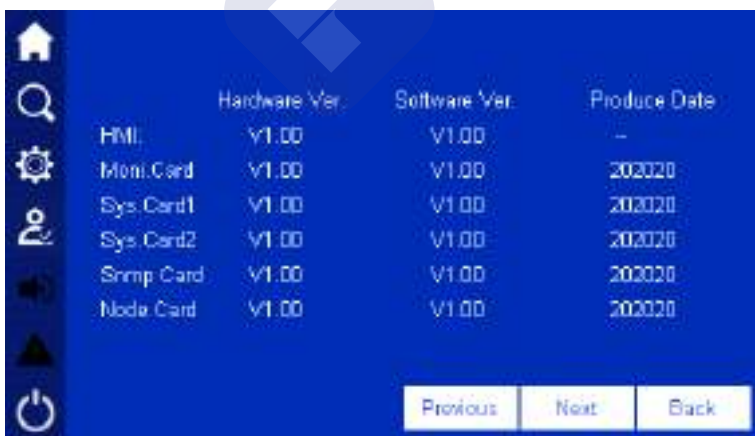 Hardware Ver. Software Ver. Produce Date
HMI: V1.00 V1.00 --
Moni.Card V1.00 V1.00 202020
Sys.Card1 V1.00 V1.00 202020
Sys.Card2 V1.00 V1.00 202020
Snmp Card V1.00 V1.00 202020
Node Card V1.00 V1.00 202020
Previous Next Back